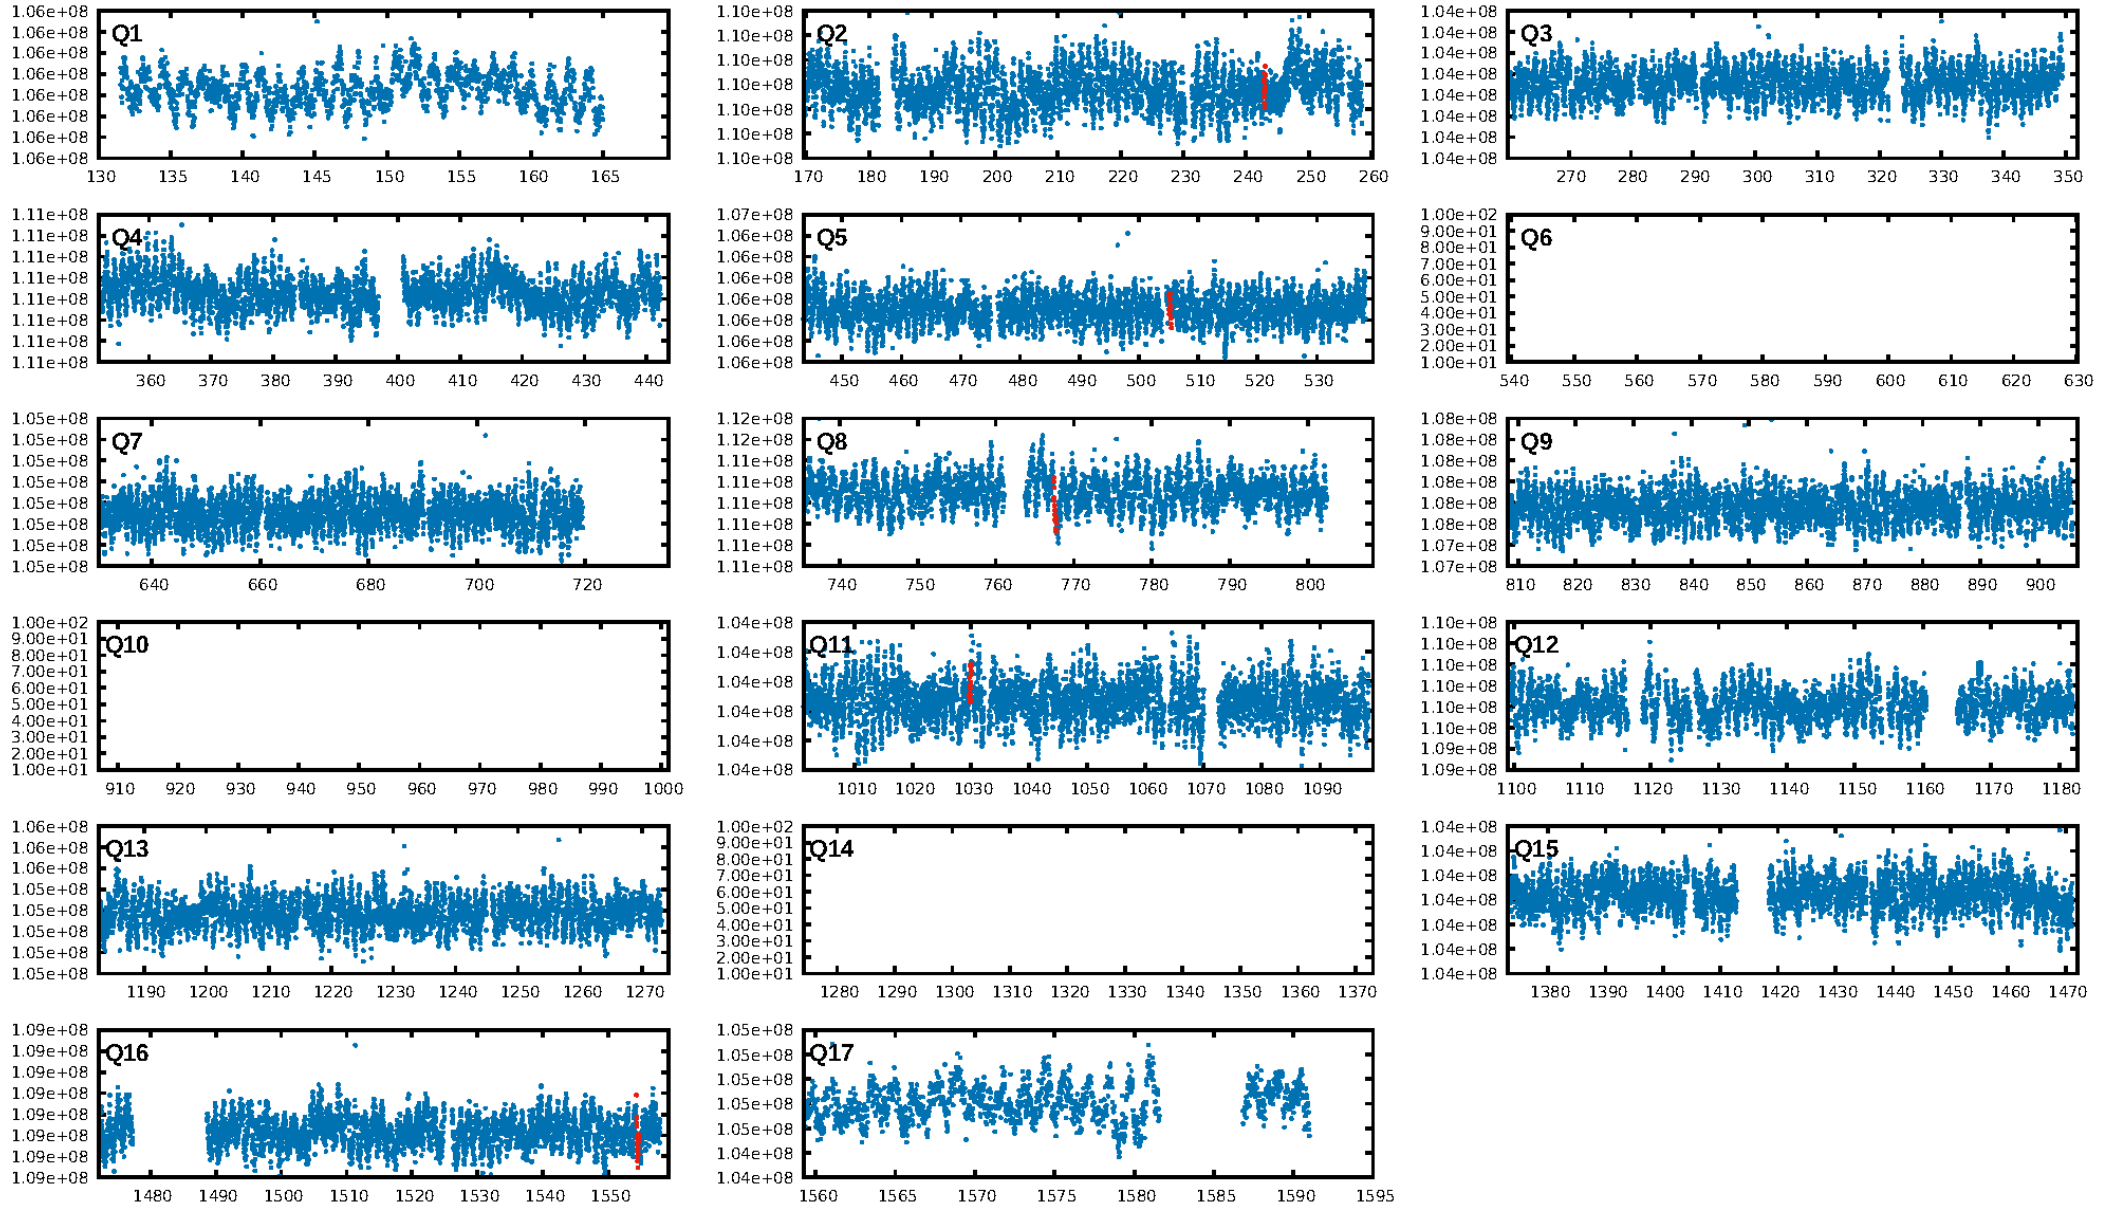 1.06e+08 1.06e+08 1.06e+08 1.06e+08 1.06e+08 1.06e+08 1.06e+08 1.06e+08
Q1
130 135 140 145 150 155 160 165
1.10e+08 1.10e+08 1.10e+08 1.10e+08 1.10e+08 1.10e+08 1.10e+08
Q2
170 180 190 200 210 220 230 240 250 260
1.04e+08 1.04e+08 1.04e+08 1.04e+08 1.04e+08 1.04e+08 1.04e+08 1.04e+08
Q3
270 280 290 300 310 320 330 340 350
1.11e+08 1.11e+08 1.11e+08 1.11e+08 1.11e+08 1.11e+08 1.11e+08 1.11e+08
Q4
360 370 380 390 400 410 420 430 440
1.07e+08 1.06e+08 1.06e+08 1.06e+08 1.06e+08 1.06e+08 1.06e+08 1.06e+08
Q5
450 460 470 480 490 500 510 520 530
1.00e+02 9.00e+01 8.00e+01 7.00e+01 6.00e+01 5.00e+01 4.00e+01 3.00e+01 2.00e+01 1.00e+01
Q6
540 550 560 570 580 590 600 610 620 630
1.05e+08 1.05e+08 1.05e+08 1.05e+08 1.05e+08 1.05e+08 1.05e+08 1.05e+08
Q7
640 660 680 700 720
1.12e+08 1.12e+08 1.11e+08 1.11e+08 1.11e+08 1.11e+08 1.11e+08 1.11e+08
Q8
740 750 760 770 780 790 800
1.08e+08 1.08e+08 1.08e+08 1.08e+08 1.08e+08 1.08e+08 1.07e+08 1.07e+08
Q9
810 820 830 840 850 860 870 880 890 900
1.00e+02 9.00e+01 8.00e+01 7.00e+01 6.00e+01 5.00e+01 4.00e+01 3.00e+01 2.00e+01 1.00e+01
Q10
910 920 930 940 950 960 970 980 990 1000
1.04e+08 1.04e+08 1.04e+08 1.04e+08 1.04e+08 1.04e+08
Q11
1010 1020 1030 1040 1050 1060 1070 1080 1090
1.10e+08 1.10e+08 1.10e+08 1.10e+08 1.10e+08 1.10e+08 1.09e+08 1.09e+08
Q12
1100 1110 1120 1130 1140 1150 1160 1170 1180
1.06e+08 1.06e+08 1.06e+08 1.05e+08 1.05e+08 1.05e+08 1.05e+08 1.05e+08
Q13
1190 1200 1210 1220 1230 1240 1250 1260 1270
1.00e+02 9.00e+01 8.00e+01 7.00e+01 6.00e+01 5.00e+01 4.00e+01 3.00e+01 2.00e+01 1.00e+01
Q14
1280 1290 1300 1310 1320 1330 1340 1350 1360 1370
1.04e+08 1.04e+08 1.04e+08 1.04e+08 1.04e+08 1.04e+08 1.04e+08
Q15
1380 1390 1400 1410 1420 1430 1440 1450 1460 1470
1.09e+08 1.09e+08 1.09e+08 1.09e+08 1.09e+08 1.09e+08 1.09e+08 1.09e+08
Q16
1480 1490 1500 1510 1520 1530 1540 1550
1.05e+08 1.05e+08 1.05e+08 1.05e+08 1.05e+08 1.04e+08 1.04e+08
Q17
1560 1565 1570 1575 1580 1585 1590 1595